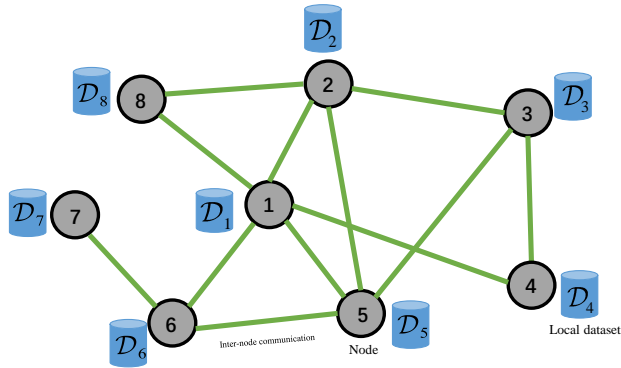 𝒟₂
2
8
𝒟₈
3
𝒟₃
1
𝒟₁
7
𝒟₇
4
𝒟₄
5
𝒟₅
6
𝒟₆
Inter-node communication
Node
Local dataset